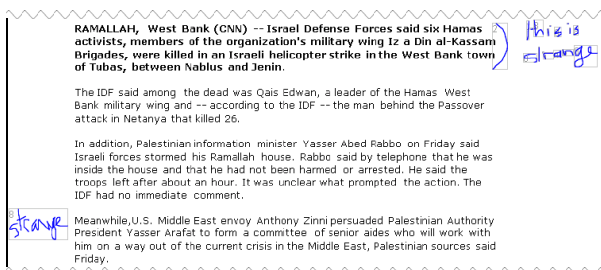 RAMALLAH, West Bank (CNN) -- Israel Defense Forces said six Hamas
activists, members of the organization's military wing Iz a Din al-Kassam
Brigades, were killed in an Israeli helicopter strike in the West Bank town
of Tubas, between Nablus and Jenin.
this is
strange
The IDF said among the dead was Qais Edwan, a leader of the Hamas West
Bank military wing and -- according to the IDF -- the man behind the Passover
attack in Netanya that killed 26.
In addition, Palestinian information minister Yasser Abed Rabbo on Friday said
Israeli forces stormed his Ramallah house. Rabbo said by telephone that he was
inside the house and that he had not been harmed or arrested. He said the
troops left after about an hour. It was unclear what prompted the action. The
IDF had no immediate comment.
strange
Meanwhile,U.S. Middle East envoy Anthony Zinni persuaded Palestinian Authority
President Yasser Arafat to form a committee of senior aides who will work with
him on a way out of the current crisis in the Middle East, Palestinian sources said
Friday.